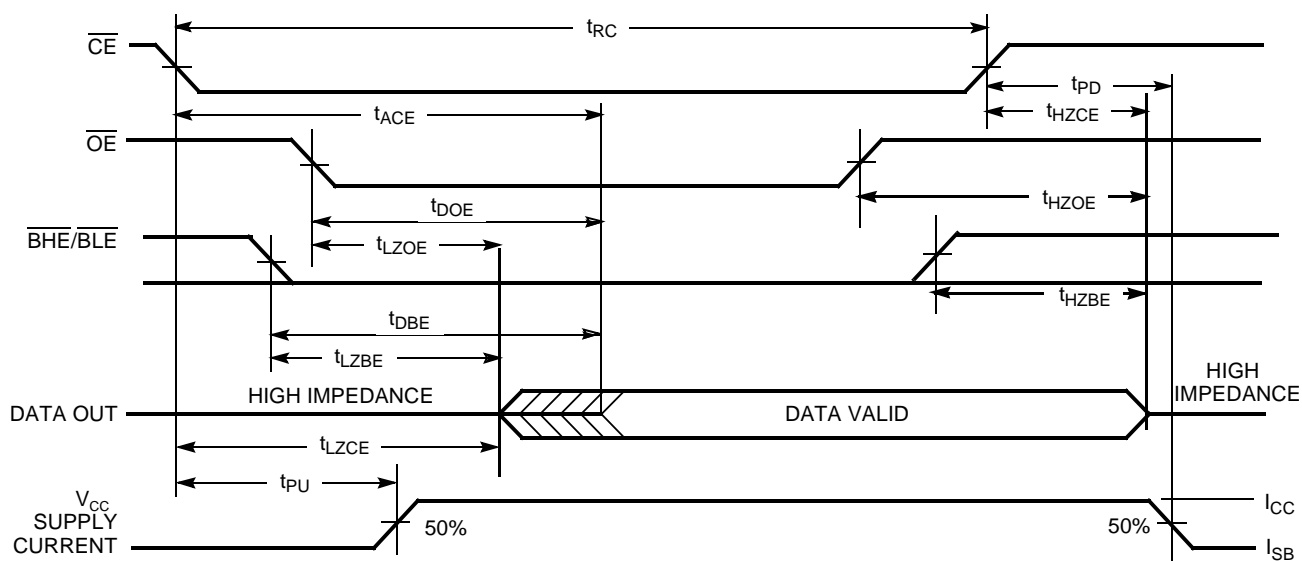 tRC
CE
tPD
tACE
tHZCE
OE
tDOE
tHZOE
BHE/BLE
tLZOE
tHZBE
tDBE
tLZBE
HIGH
IMPEDANCE
HIGH IMPEDANCE
DATA OUT
DATA VALID
tLZCE
tPU
VCC
SUPPLY
CURRENT
50%
50%
ICC
ISB